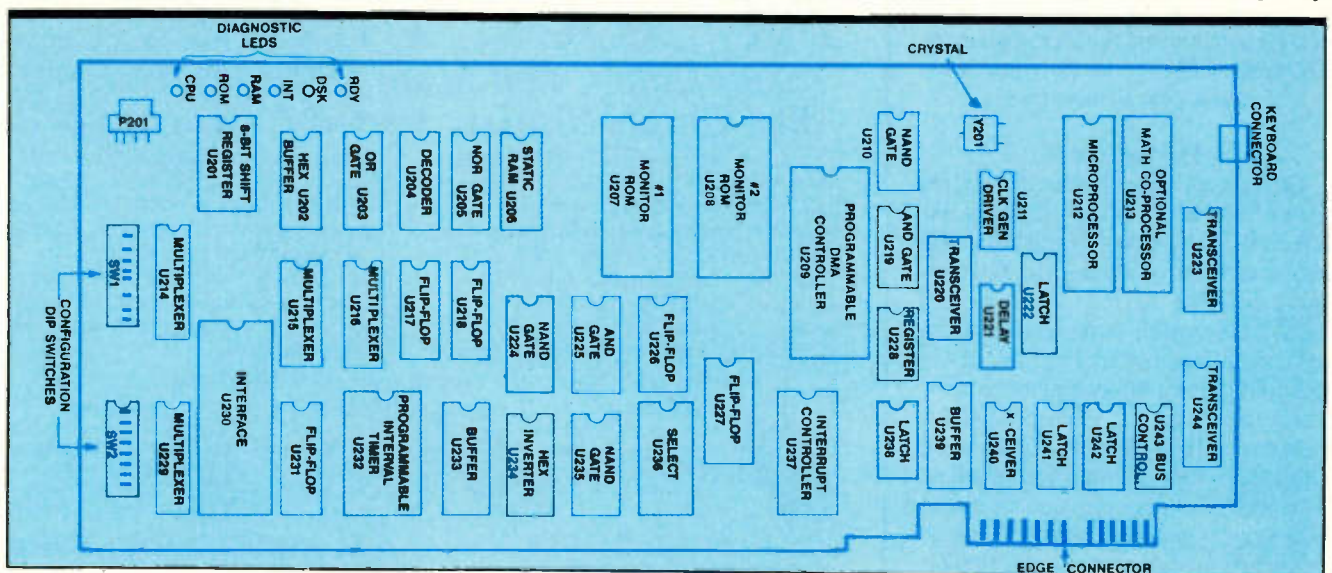 DIAGNOSTIC
LEDS
CPU
ROM
RAM
INT
DSK
RDY
CRYSTAL
KEYBOARD
CONNECTOR
P201
8-BIT SHIFT
REGISTER
U201
HEX U202
BUFFER
OR U203
GATE
DECODER
U204
NOR GATE
U205
STATIC
RAM U206
#1
MONITOR
ROM
U207
#2
MONITOR
ROM
U208
PROGRAMMABLE
DMA
CONTROLLER
U209
NAND
GATE
U210
Y201
U211
CLK GEN
DRIVER
MICROPROCESSOR
U212
OPTIONAL
MATH CO-PROCESSOR
U213
CONFIGURATION
DIP SWITCHES
SW1
MULTIPLEXER
U214
MULTIPLEXER
U215
MULTIPLEXER
U216
FLIP-FLOP
U217
FLIP-FLOP
U218
AND GATE
U219
TRANSCEIVER
U220
DELAY
U221
LATCH
U222
TRANSCEIVER
U223
NAND
GATE
U224
AND
GATE
U225
FLIP-FLOP
U226
FLIP-FLOP
U227
REGISTER
U228
SW2
MULTIPLEXER
U229
INTERFACE
U230
FLIP-FLOP
U231
PROGRAMMABLE
INTERVAL
TIMER
U232
BUFFER
U233
HEX
INVERTER
U234
NAND
GATE
U235
SELECT
U236
INTERRUPT
CONTROLLER
U237
LATCH
U238
BUFFER
U239
X-CEIVER
U240
LATCH
U241
LATCH
U242
U243 BUS
CONTROL
TRANSCEIVER
U244
EDGE CONNECTOR